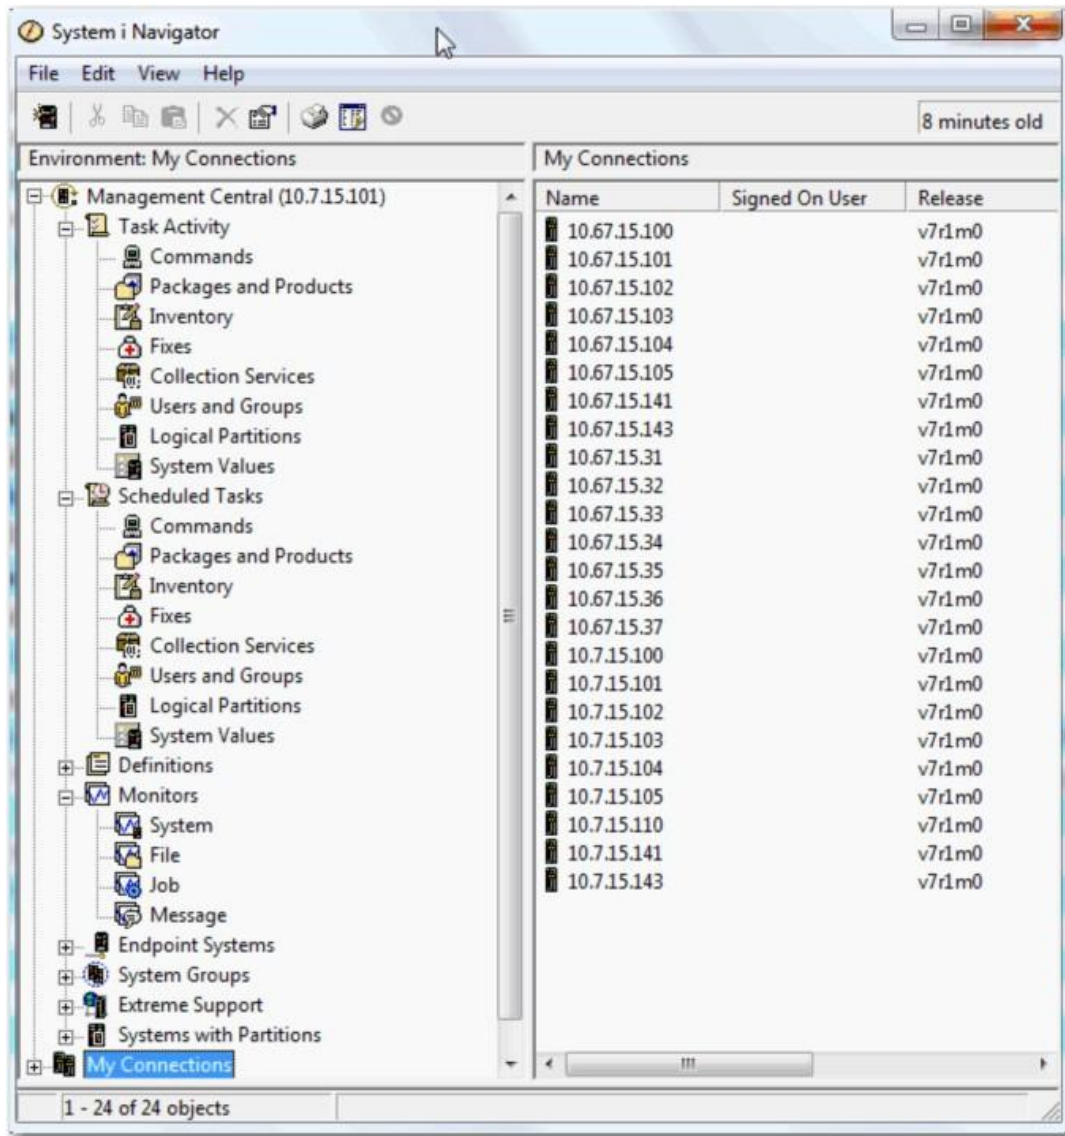 System i Navigator
File Edit View Help
8 minutes old
Environment: My Connections
My Connections
Management Central (10.7.15.101)
Task Activity
Commands
Packages and Products
Inventory
Fixes
Collection Services
Users and Groups
Logical Partitions
System Values
Scheduled Tasks
Commands
Packages and Products
Inventory
Fixes
Collection Services
Users and Groups
Logical Partitions
System Values
Definitions
Monitors
System
File
Job
Message
Endpoint Systems
System Groups
Extreme Support
Systems with Partitions
My Connections
Name Signed On User Release
10.67.15.100 v7r1m0
10.67.15.101 v7r1m0
10.67.15.102 v7r1m0
10.67.15.103 v7r1m0
10.67.15.104 v7r1m0
10.67.15.105 v7r1m0
10.67.15.141 v7r1m0
10.67.15.143 v7r1m0
10.67.15.31 v7r1m0
10.67.15.32 v7r1m0
10.67.15.33 v7r1m0
10.67.15.34 v7r1m0
10.67.15.35 v7r1m0
10.67.15.36 v7r1m0
10.67.15.37 v7r1m0
10.7.15.100 v7r1m0
10.7.15.101 v7r1m0
10.7.15.102 v7r1m0
10.7.15.103 v7r1m0
10.7.15.104 v7r1m0
10.7.15.105 v7r1m0
10.7.15.110 v7r1m0
10.7.15.141 v7r1m0
10.7.15.143 v7r1m0
1 - 24 of 24 objects